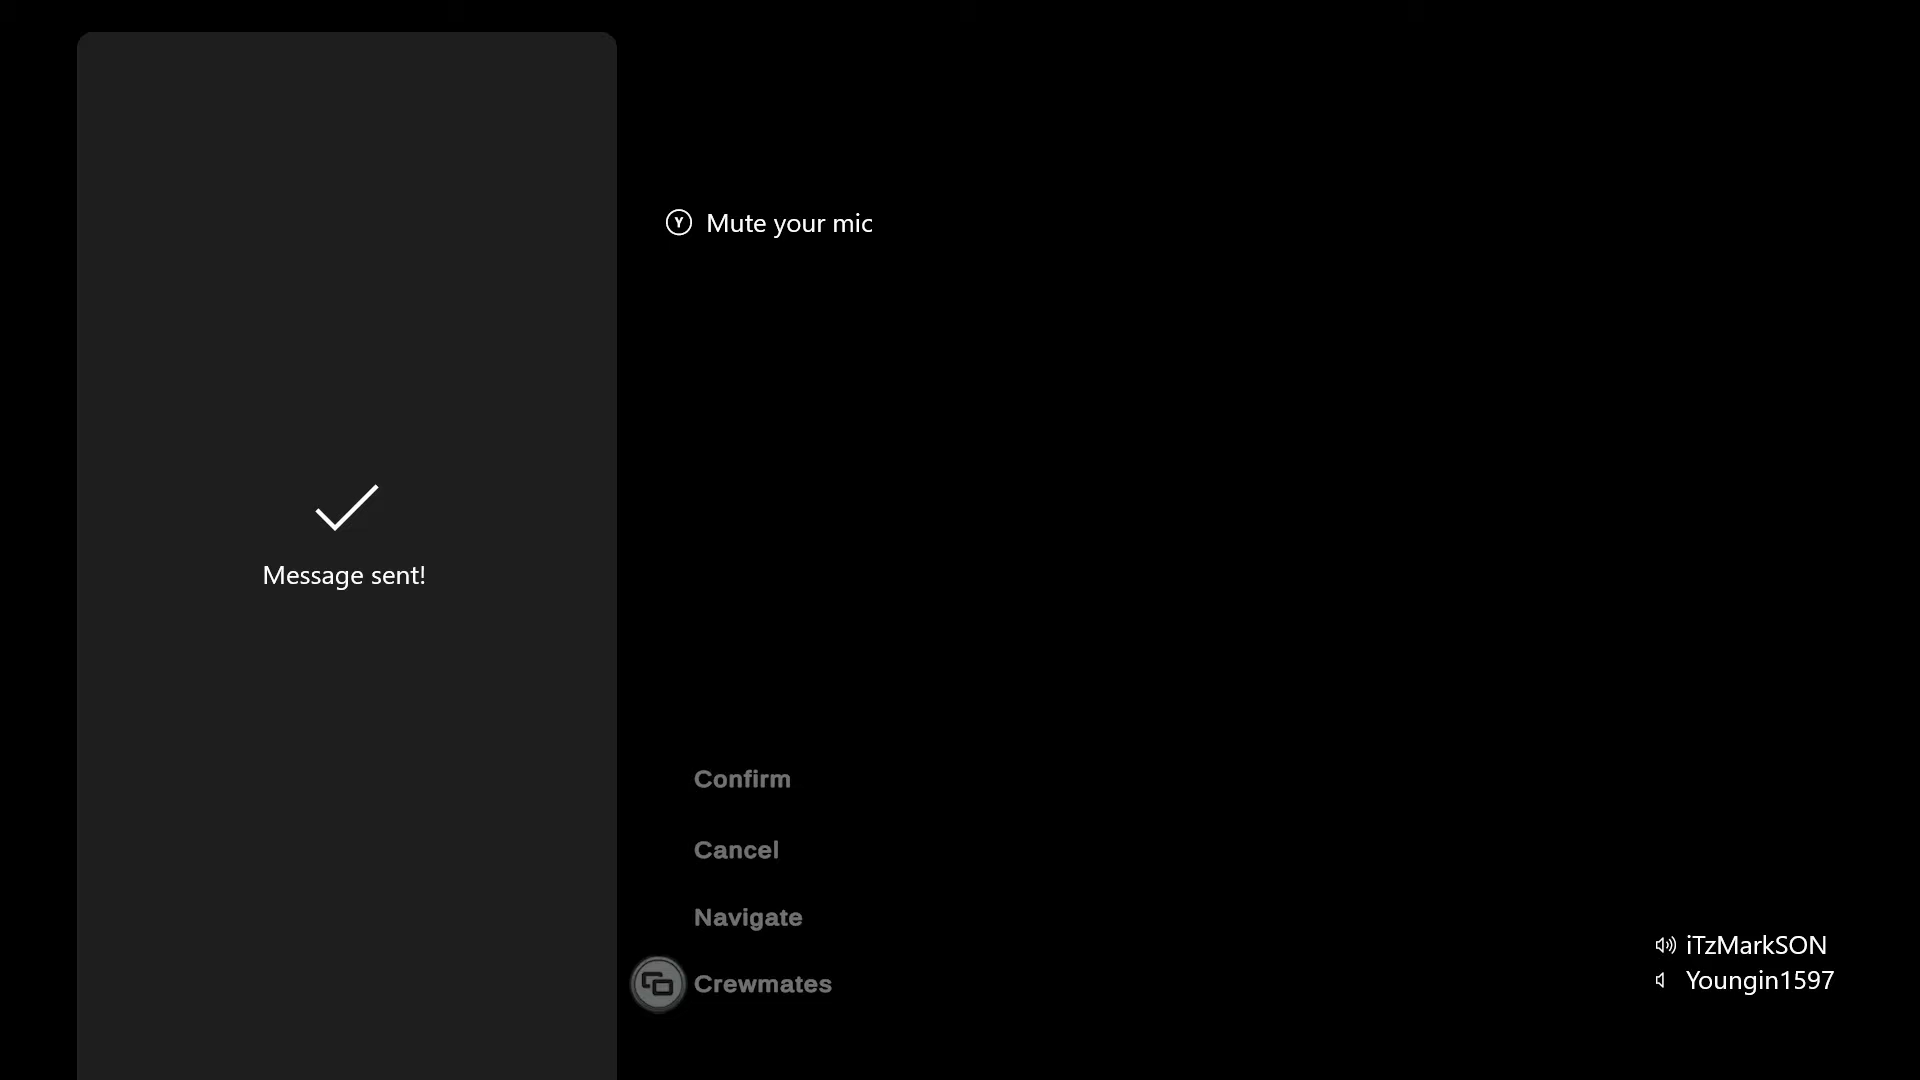 Y Mute your mic
Message sent!
Confirm
Cancel
Navigate
Crewmates
iTzMarkSON
Youngin1597